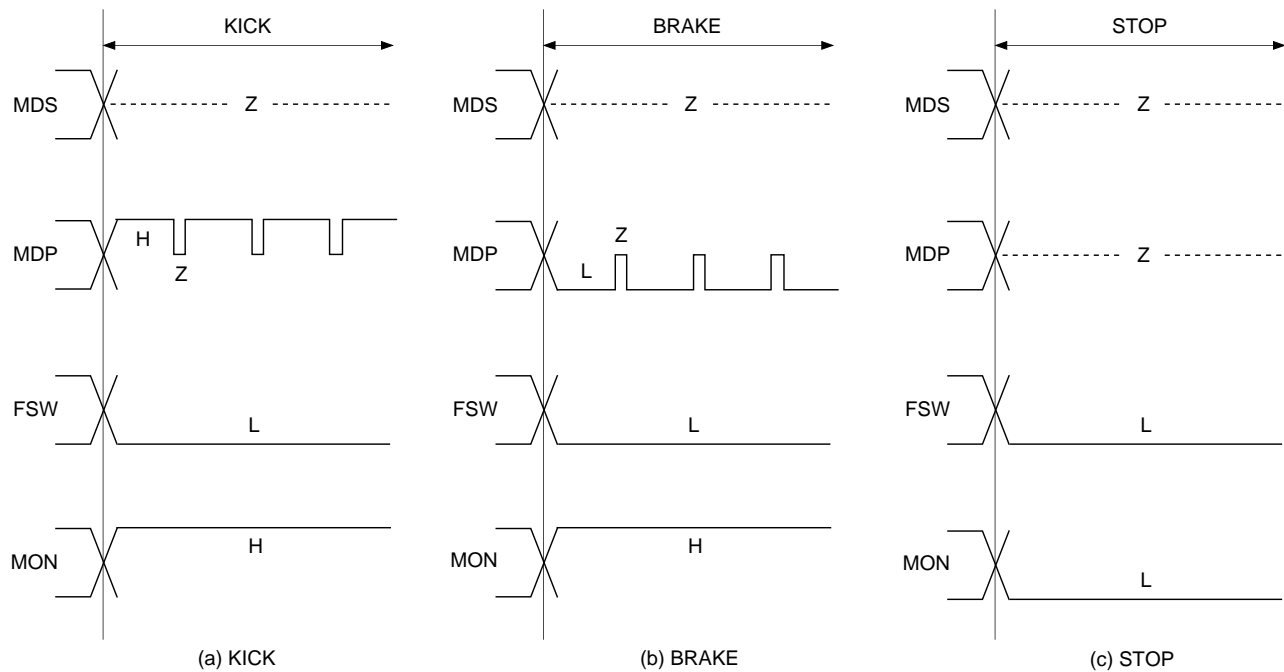 KICK
BRAKE
STOP
MDS
Z
MDS
Z
MDS
Z
MDP
H
Z
MDP
L
Z
MDP
Z
FSW
L
FSW
L
FSW
L
MON
H
MON
H
MON
L
(a) KICK
(b) BRAKE
(c) STOP